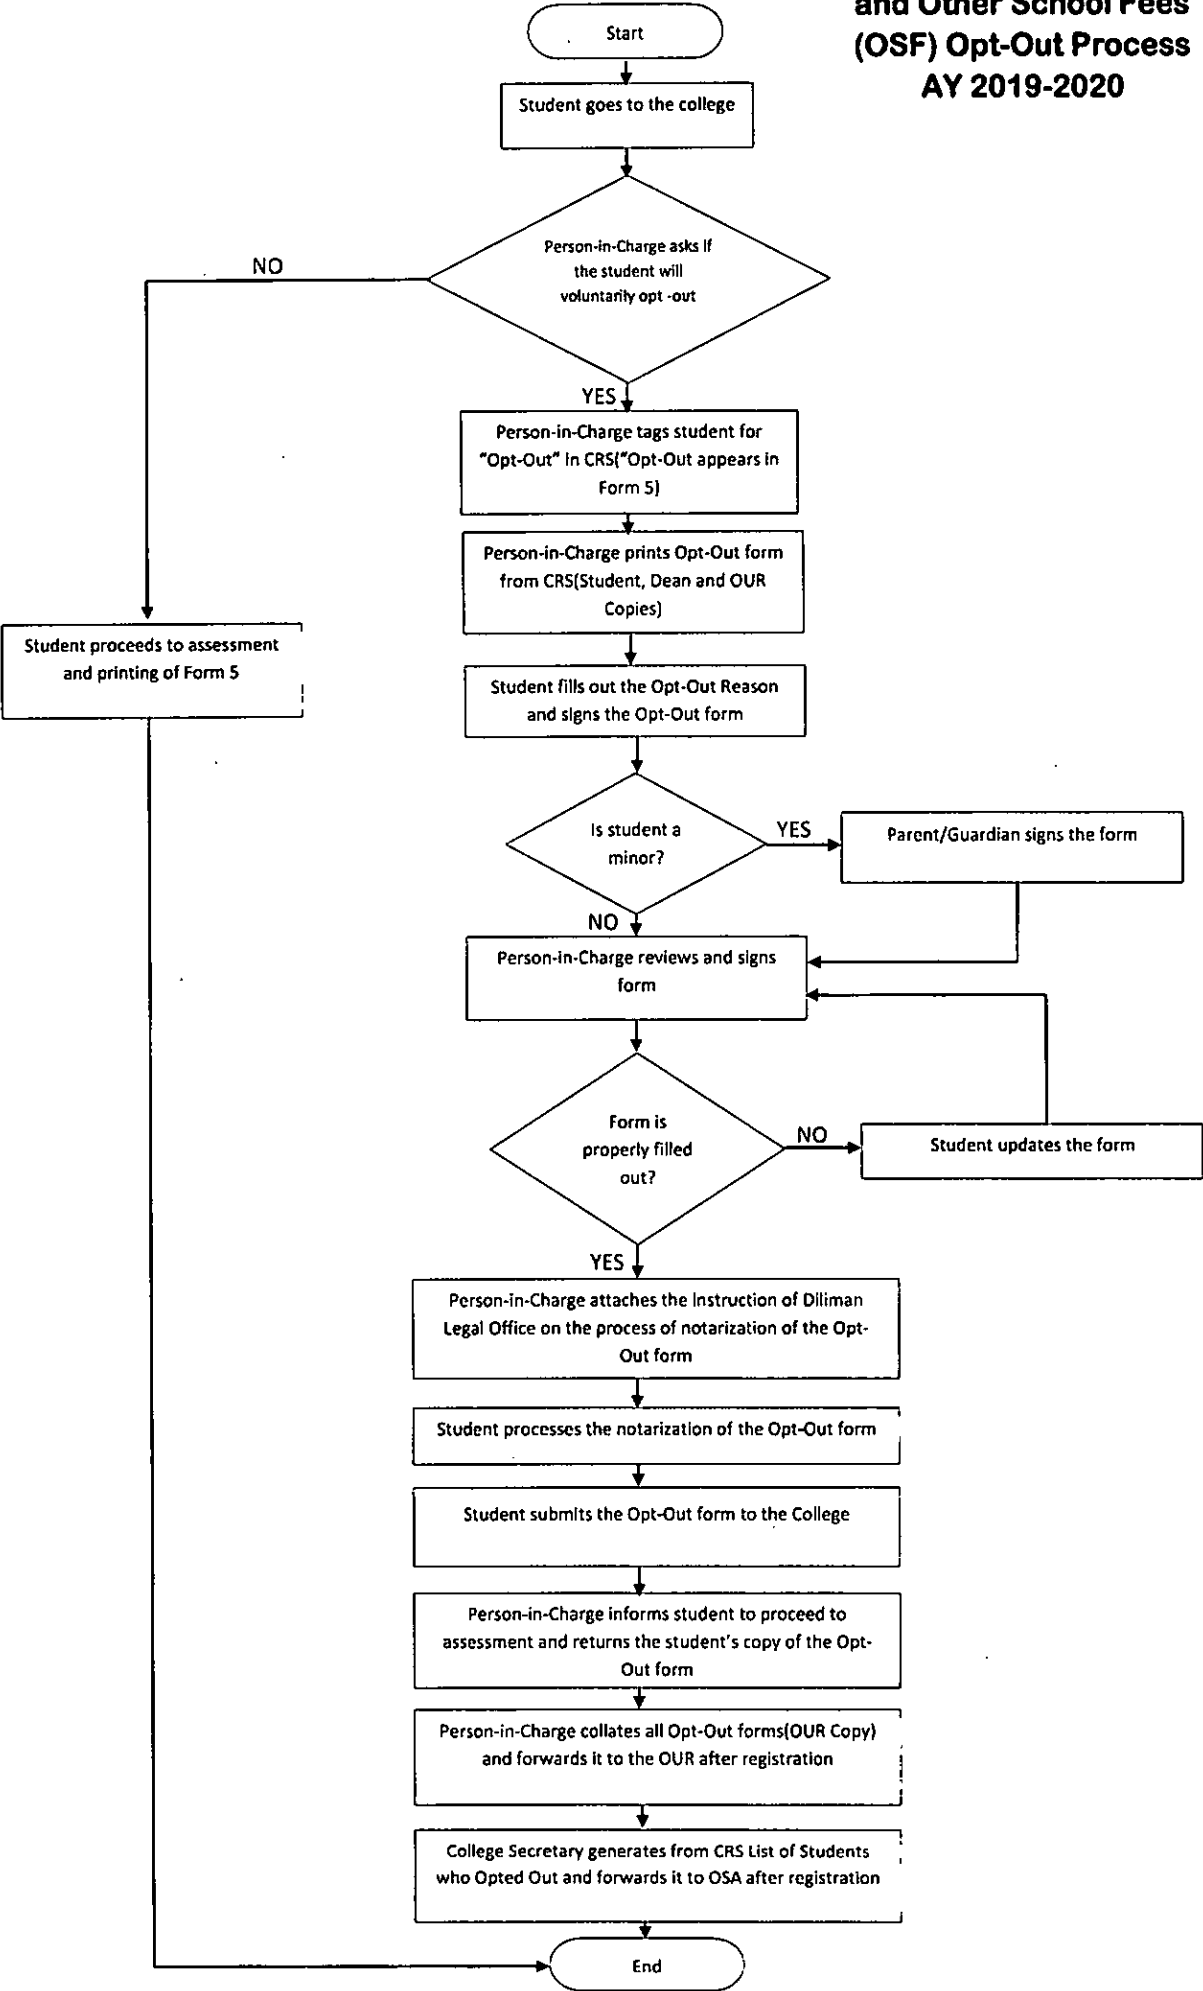 and Other School Fees
(OSF) Opt-Out Process
AY 2019-2020
Start
Student goes to the college
Person-in-Charge asks if
the student will
voluntarily opt -out
NO
YES
Person-in-Charge tags student for
"Opt-Out" in CRS("Opt-Out appears in
Form 5)
Person-in-Charge prints Opt-Out form
from CRS(Student, Dean and OUR
Copies)
Student proceeds to assessment
and printing of Form 5
Student fills out the Opt-Out Reason
and signs the Opt-Out form
Is student a
minor?
YES
Parent/Guardian signs the form
NO
Person-in-Charge reviews and signs
form
Form is
properly filled
out?
NO
Student updates the form
YES
Person-in-Charge attaches the Instruction of Diliman
Legal Office on the process of notarization of the Opt-
Out form
Student processes the notarization of the Opt-Out form
Student submits the Opt-Out form to the College
Person-in-Charge informs student to proceed to
assessment and returns the student's copy of the Opt-
Out form
Person-in-Charge collates all Opt-Out forms(OUR Copy)
and forwards it to the OUR after registration
College Secretary generates from CRS List of Students
who Opted Out and forwards it to OSA after registration
End